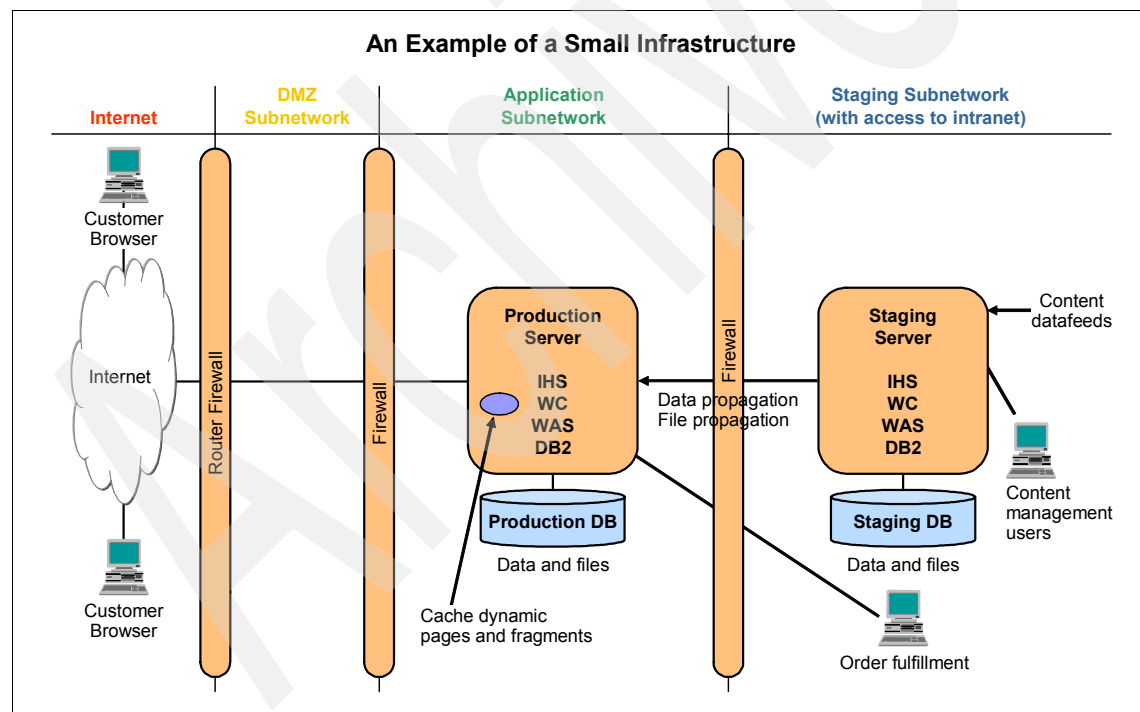 An Example of a Small Infrastructure
Internet
DMZ
Subnetwork
Application
Subnetwork
Staging Subnetwork
(with access to intranet)
Customer
Browser
Internet
Customer
Browser
Router Firewall
Firewall
Production
Server
IHS
WC
WAS
DB2
Production DB
Data and files
Cache dynamic
pages and fragments
Firewall
Data propagation
File propagation
Staging
Server
IHS
WC
WAS
DB2
Staging DB
Data and files
Content
datafeeds
Content
management
users
Order fulfillment